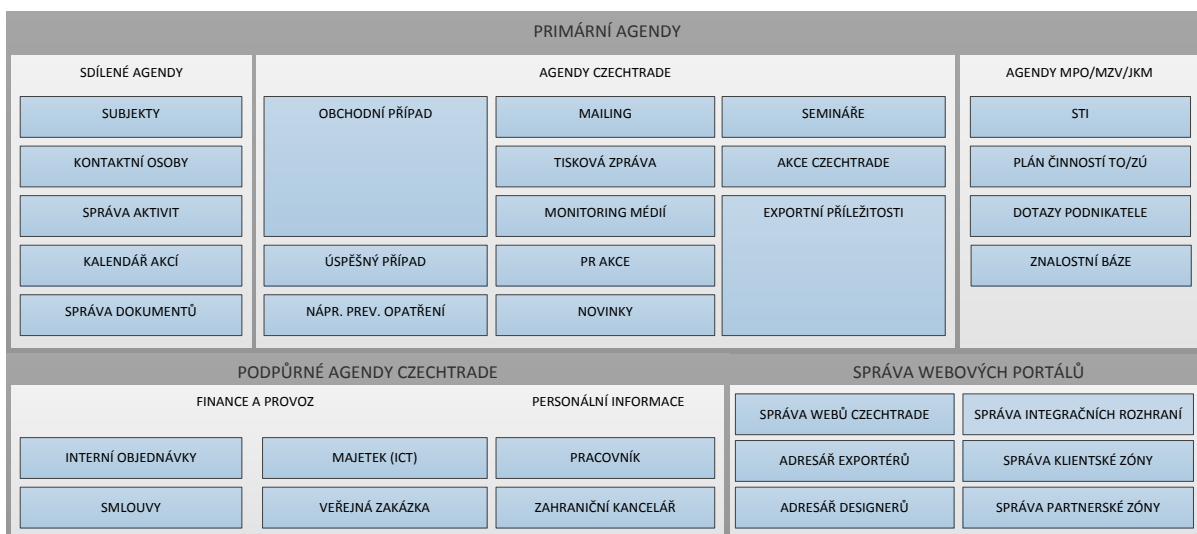 PRIMÁRNÍ AGENDY
SDÍLENÉ AGENDY
SUBJEKTY
KONTAKTNÍ OSOBY
SPRÁVA AKTIVIT
KALENDÁŘ AKCÍ
SPRÁVA DOKUMENTŮ
AGENDY CZECHTRADE
OBCHODNÍ PŘÍPAD
ÚSPĚŠNÝ PŘÍPAD
NÁPR. PREV. OPATŘENÍ
MAILING
TISKOVÁ ZPRÁVA
MONITORING MÉDIÍ
PR AKCE
NOVINKY
SEMINÁŘE
AKCE CZECHTRADE
EXPORTNÍ PŘÍLEŽITOSTI
AGENDY MPO/MZV/JKM
STI
PLÁN ČINNOSTÍ TO/ZÚ
DOTAZY PODNIKATELE
ZNALOSTNÍ BÁZE
PODPŮRNÉ AGENDY CZECHTRADE
FINANCE A PROVOZ
INTERNÍ OBJEDNÁVKY
MAJETEK (ICT)
SMLOUVY
VEŘEJNÁ ZAKÁZKA
PERSONÁLNÍ INFORMACE
PRACOVNÍK
ZAHRANIČNÍ KANCELÁŘ
SPRÁVA WEBOVÝCH PORTÁLŮ
SPRÁVA WEBŮ CZECHTRADE
SPRÁVA INTEGRAČNÍCH ROZHRANÍ
ADRESÁŘ EXPORTÉRŮ
SPRÁVA KLIENTSKÉ ZÓNY
ADRESÁŘ DESIGNERŮ
SPRÁVA PARTNERSKÉ ZÓNY